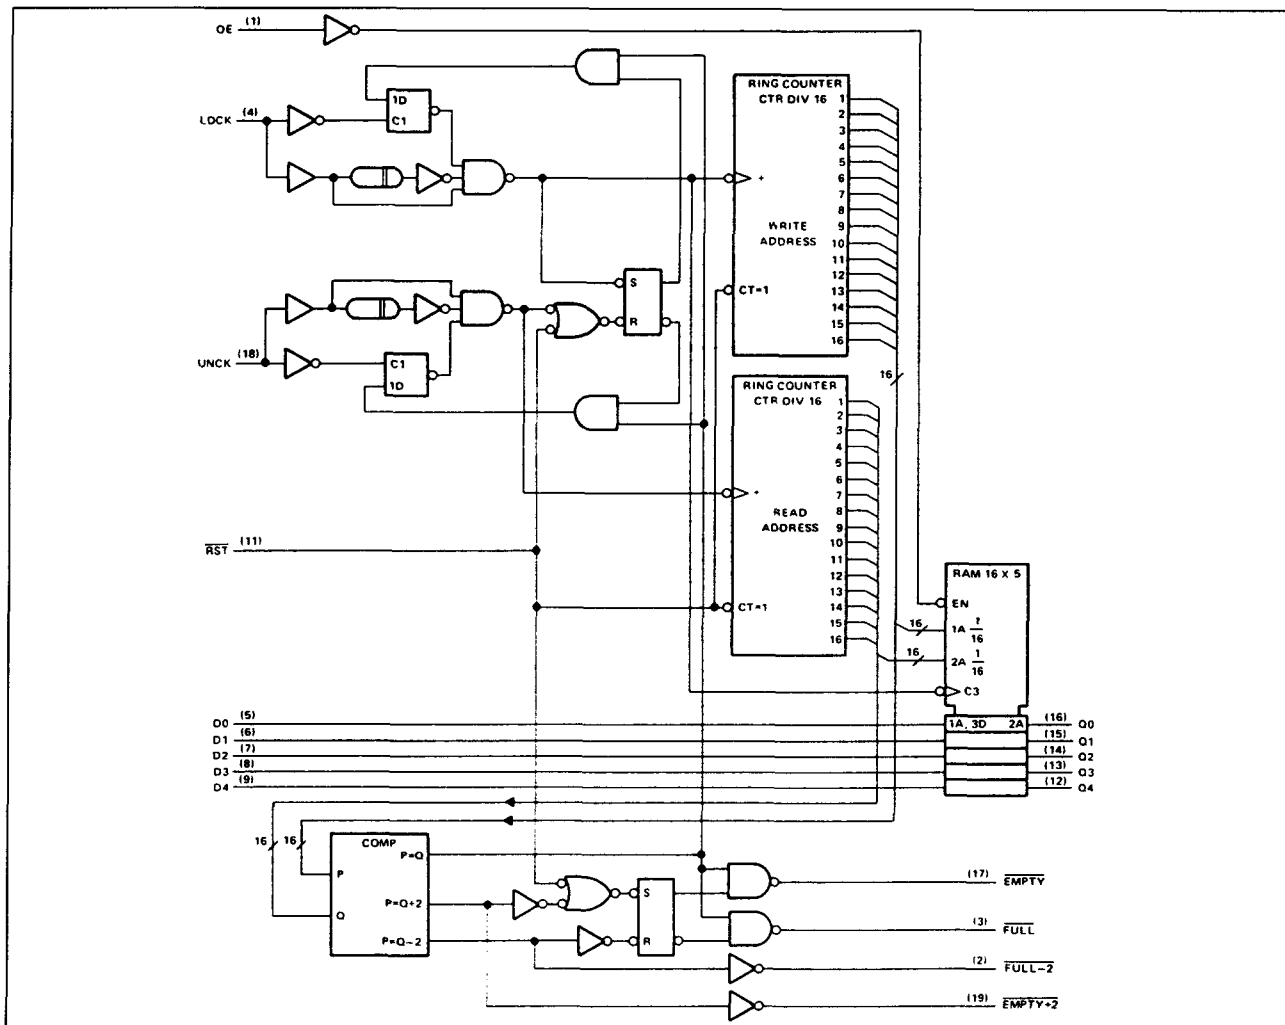 OE (1)
LDCK (4)
1D
C1
RING COUNTER
CTR DIV 16
+
WRITE
ADDRESS
CT=1
1
2
3
4
5
6
7
8
9
10
11
12
13
14
15
16
16
S
R
UNCK (18)
C1
1D
RING COUNTER
CTR DIV 16
+
READ
ADDRESS
CT=1
1
2
3
4
5
6
7
8
9
10
11
12
13
14
15
16
RST (11)
RAM 16 X 5
EN
16 1A 1/16
16 2A 1/16
C3
1A, 3D 2A
D0 (5)
D1 (6)
D2 (7)
D3 (8)
D4 (9)
(16) Q0
(15) Q1
(14) Q2
(13) Q3
(12) Q4
16 16
COMP
P
Q
P=Q
P=Q+2
P=Q−2
S
R
(17) EMPTY
(3) FULL
(2) FULL−2
(19) EMPTY+2